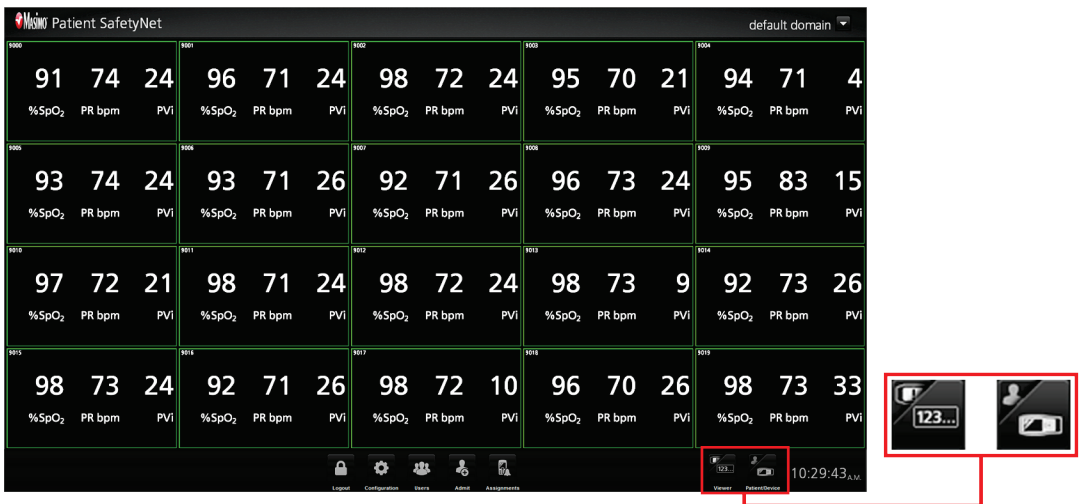 Masimo Patient SafetyNet
default domain
9000 9001 9002 9003 9004
91 74 24 96 71 24 98 72 24 95 70 21 94 71 4
%SpO2 PR bpm PVi %SpO2 PR bpm PVi %SpO2 PR bpm PVi %SpO2 PR bpm PVi %SpO2 PR bpm PVi
9005 9006 9007 9008 9009
93 74 24 93 71 26 92 71 26 96 73 24 95 83 15
%SpO2 PR bpm PVi %SpO2 PR bpm PVi %SpO2 PR bpm PVi %SpO2 PR bpm PVi %SpO2 PR bpm PVi
9010 9011 9012 9013 9014
97 72 21 98 71 24 98 72 24 98 73 9 92 73 26
%SpO2 PR bpm PVi %SpO2 PR bpm PVi %SpO2 PR bpm PVi %SpO2 PR bpm PVi %SpO2 PR bpm PVi
9015 9016 9017 9018 9019
98 73 24 92 71 26 98 72 10 96 70 26 98 73 33
%SpO2 PR bpm PVi %SpO2 PR bpm PVi %SpO2 PR bpm PVi %SpO2 PR bpm PVi %SpO2 PR bpm PVi
123...
123...
10:29:43 A.M.
Logout Configuration Users Admit Assignments Viewer Patient/Device